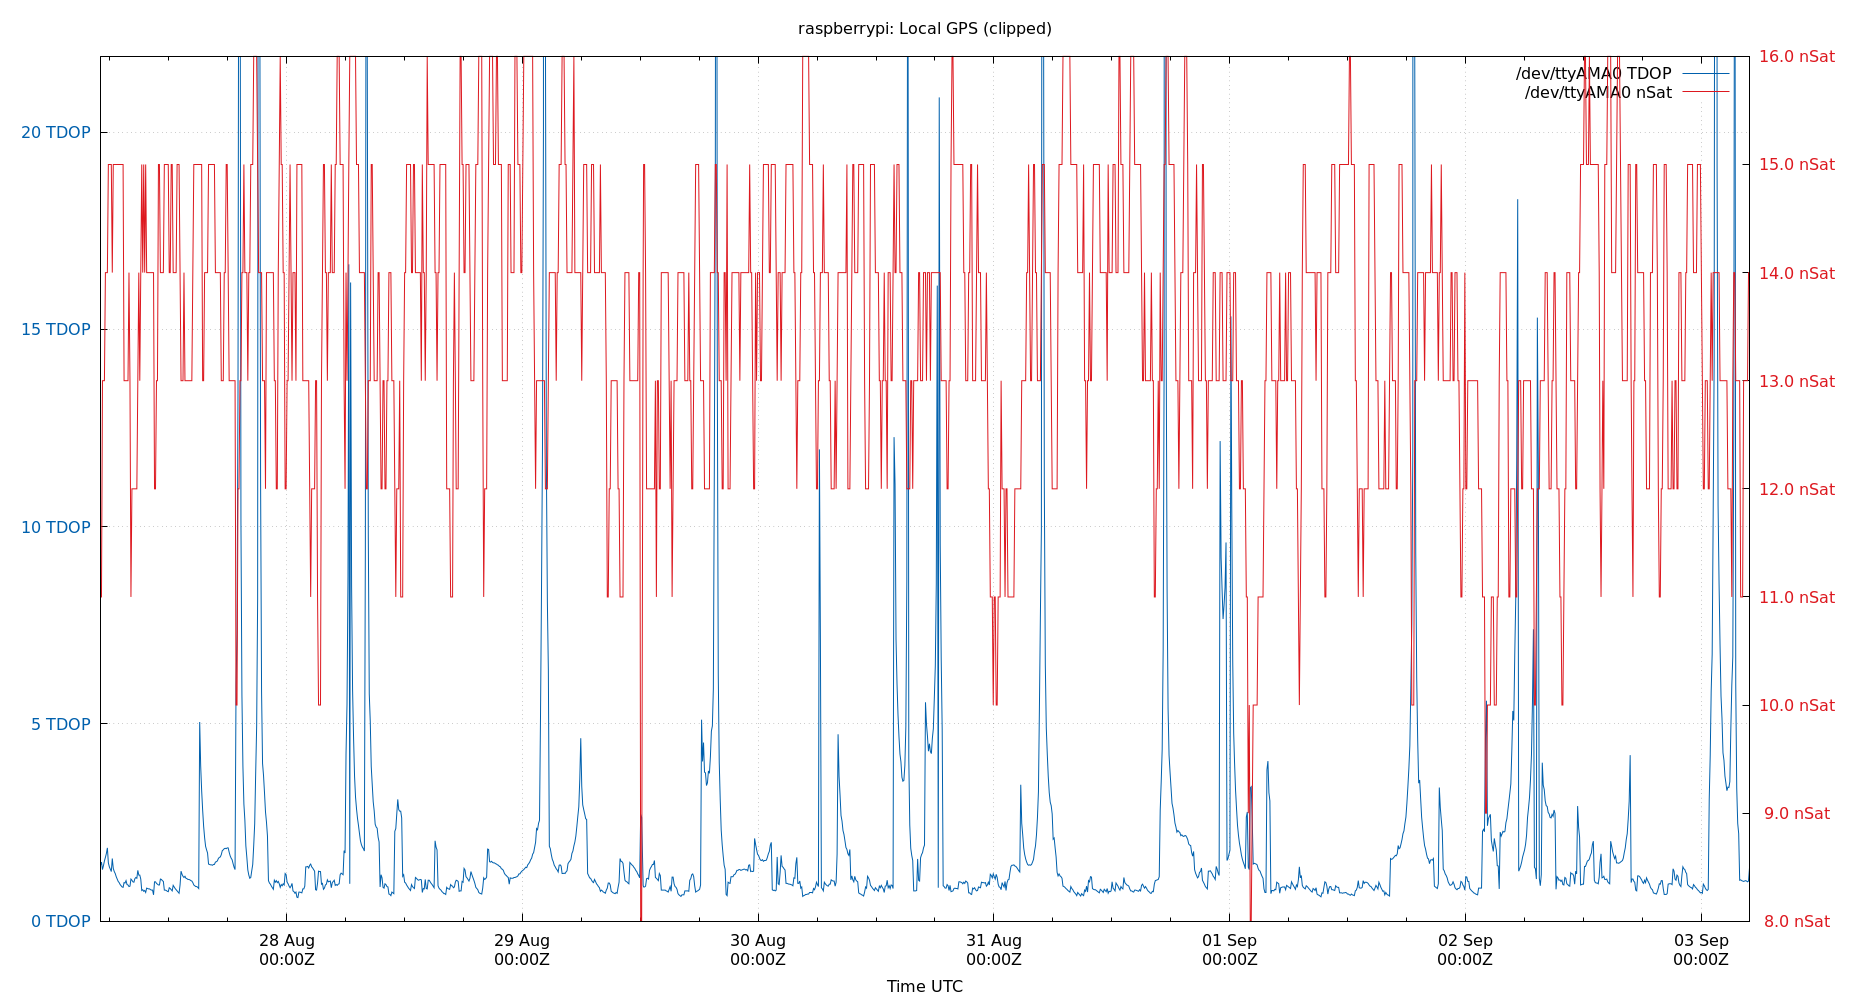 raspberrypi: Local GPS (clipped)
16.0 nSat
/dev/ttyAMA0 TDOP
/dev/ttyAMA0 nSat
20 TDOP
15.0 nSat
14.0 nSat
15 TDOP
13.0 nSat
12.0 nSat
10 TDOP
11.0 nSat
10.0 nSat
5 TDOP
9.0 nSat
0 TDOP
8.0 nSat
28 Aug 29 Aug 30 Aug 31 Aug 01 Sep 02 Sep 03 Sep
00:00Z 00:00Z 00:00Z 00:00Z 00:00Z 00:00Z 00:00Z
Time UTC